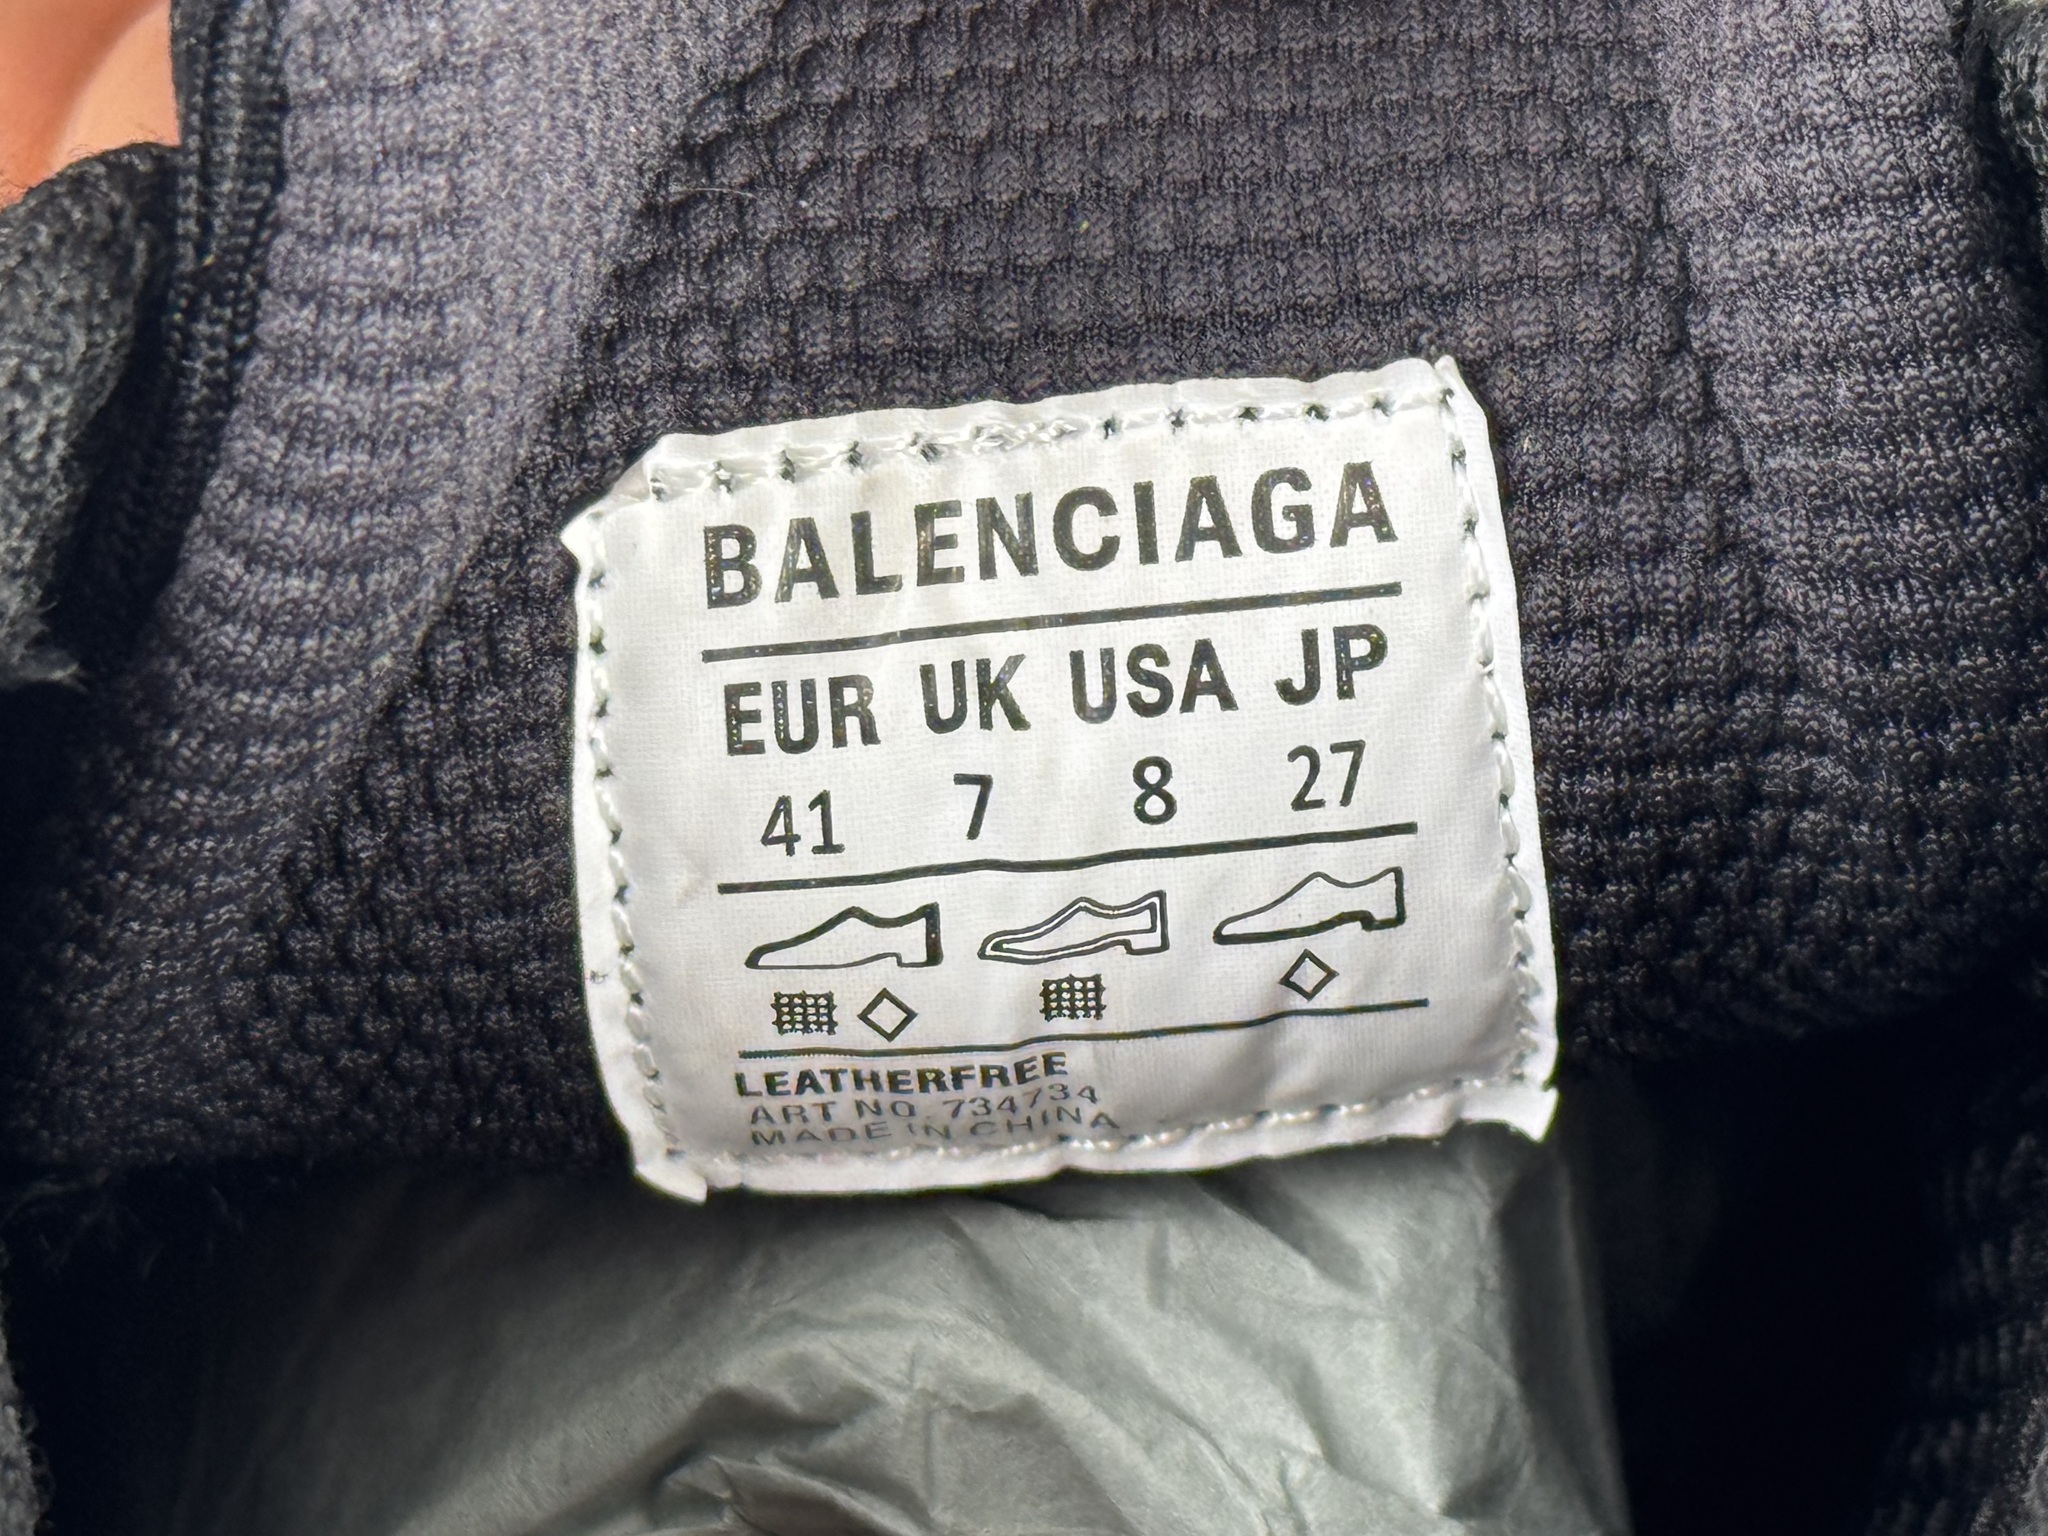 BALENCIAGA
EUR UK USA JP
41 7 8 27
LEATHERFREE
ART NO. 734734
MADE IN CHINA